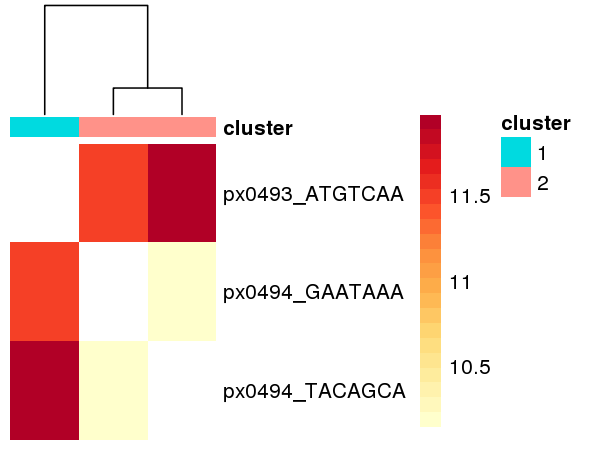 cluster
px0493_ATGTCAA
px0494_GAATAAA
px0494_TACAGCA
11.5
11
10.5
cluster
1
2